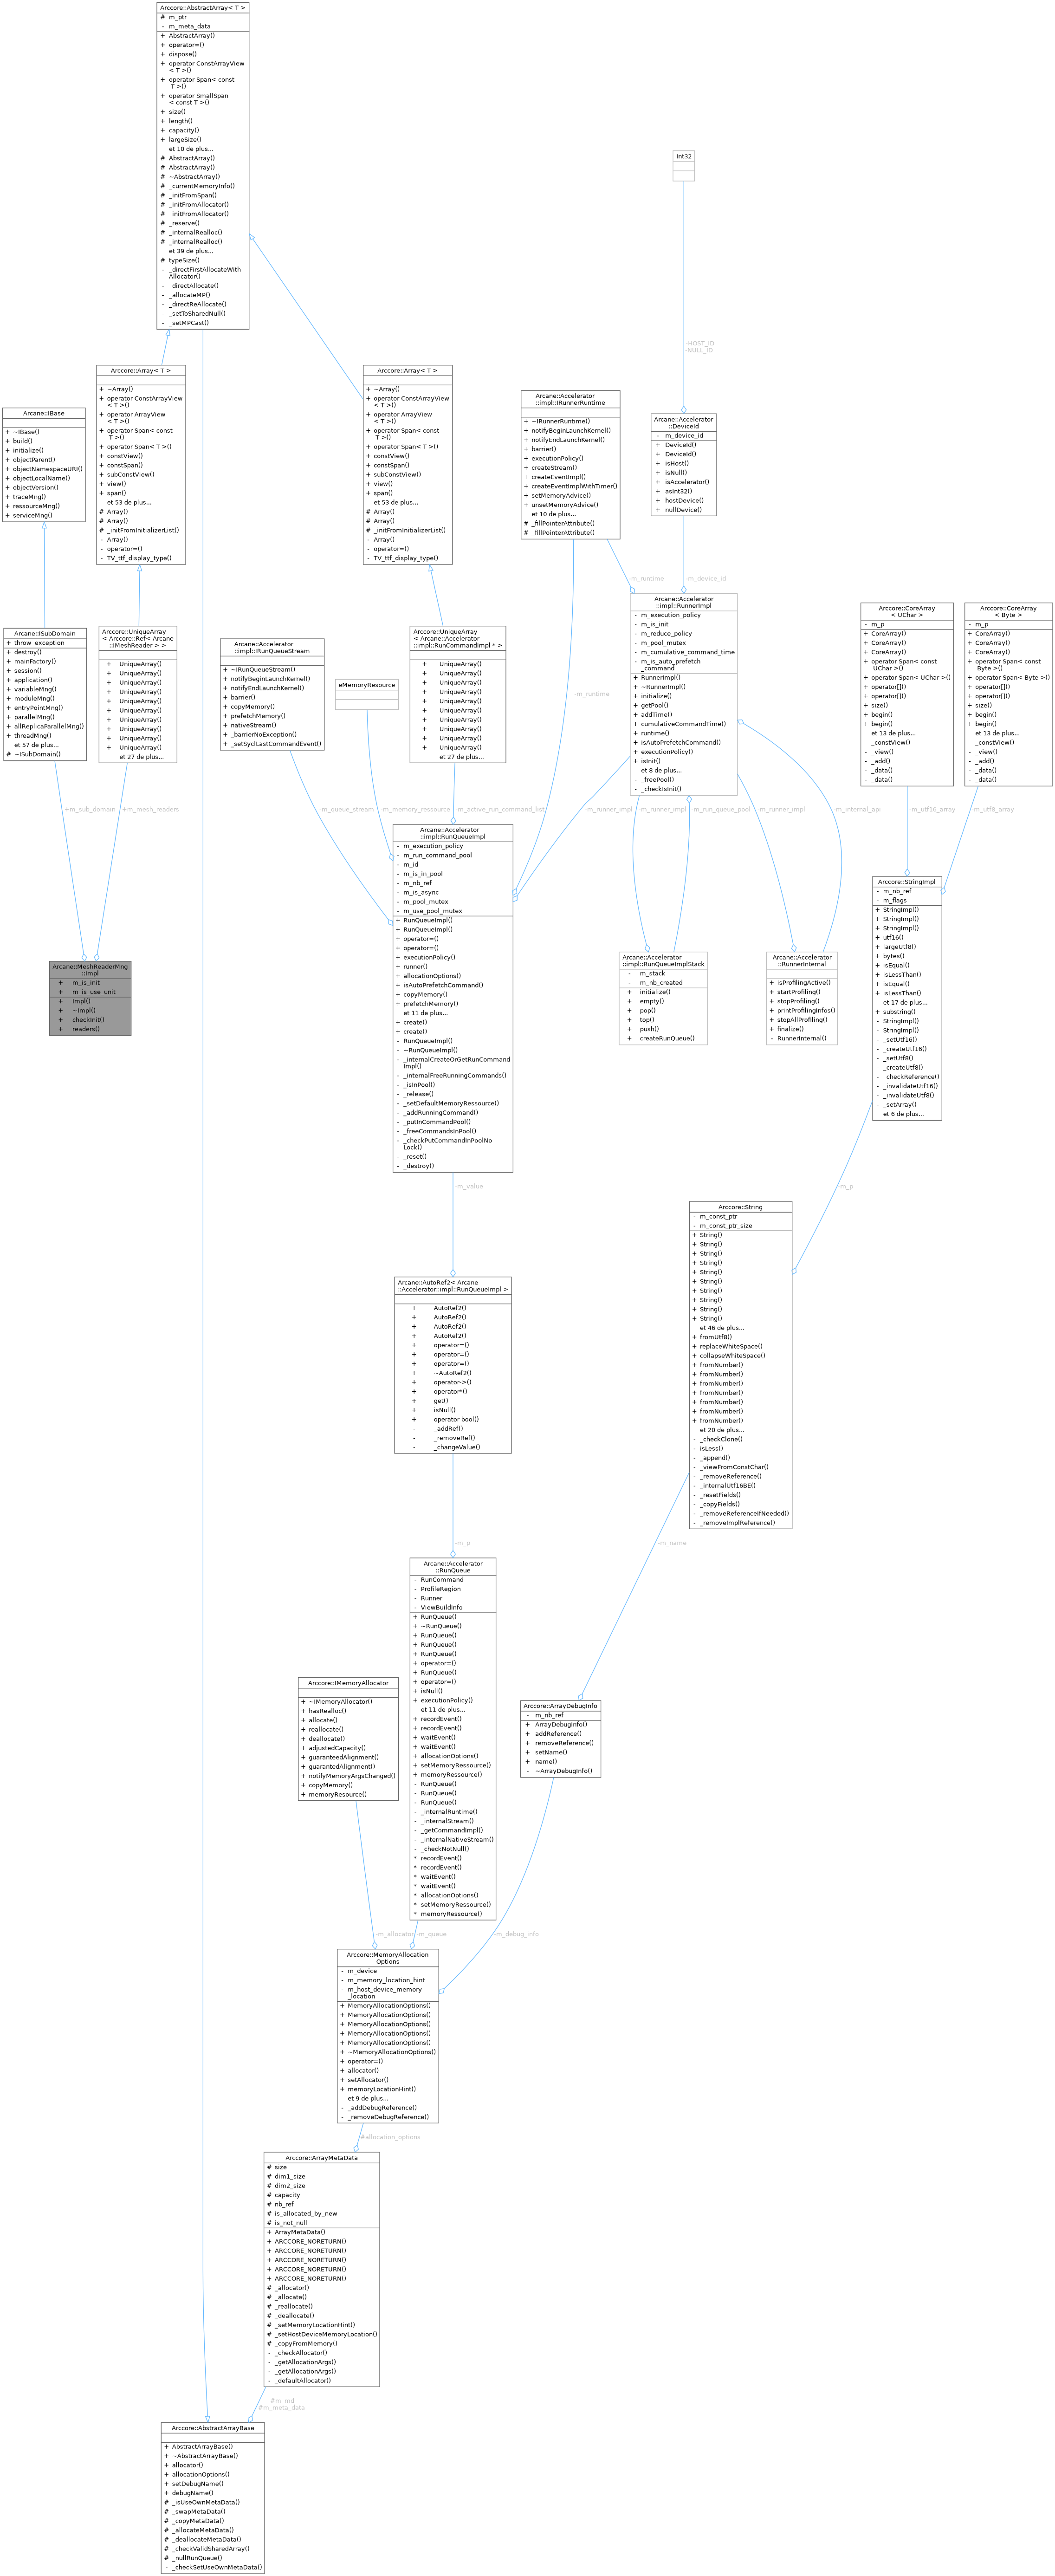 Arccore::AbstractArray< T >
# m_ptr
- m_meta_data
+ AbstractArray()
+ operator=()
+ dispose()
+ operator ConstArrayView
< T >()
+ operator Span< const
T >()
+ operator SmallSpan
< const T >()
+ size()
+ length()
+ capacity()
+ largeSize()
et 10 de plus...
# AbstractArray()
# AbstractArray()
# ~AbstractArray()
# _currentMemoryInfo()
# _initFromSpan()
# _initFromAllocator()
# _initFromAllocator()
# _reserve()
# _internalRealloc()
# _internalRealloc()
et 39 de plus...
# typeSize()
- _directFirstAllocateWith
Allocator()
- _directAllocate()
- _allocateMP()
- _directReAllocate()
- _setToSharedNull()
- _setMPCast()
Int32
-HOST_ID
-NULL_ID
Arccore::Array< T >
+ ~Array()
+ operator ConstArrayView
< T >()
+ operator ArrayView
< T >()
+ operator Span< const
T >()
+ operator Span< T >()
+ constView()
+ constSpan()
+ subConstView()
+ view()
+ span()
et 53 de plus...
# Array()
# Array()
# _initFromInitializerList()
- Array()
- operator=()
- TV_ttf_display_type()
Arccore::Array< T >
+ ~Array()
+ operator ConstArrayView
< T >()
+ operator ArrayView
< T >()
+ operator Span< const
T >()
+ operator Span< T >()
+ constView()
+ constSpan()
+ subConstView()
+ view()
+ span()
et 53 de plus...
# Array()
# Array()
# _initFromInitializerList()
- Array()
- operator=()
- TV_ttf_display_type()
Arcane::Accelerator
::impl::IRunnerRuntime
+ ~IRunnerRuntime()
+ notifyBeginLaunchKernel()
+ notifyEndLaunchKernel()
+ barrier()
+ executionPolicy()
+ createStream()
+ createEventImpl()
+ createEventImplWithTimer()
+ setMemoryAdvice()
+ unsetMemoryAdvice()
et 10 de plus...
# _fillPointerAttribute()
# _fillPointerAttribute()
Arcane::Accelerator
::DeviceId
- m_device_id
+ DeviceId()
+ DeviceId()
+ isHost()
+ isNull()
+ isAccelerator()
+ asInt32()
+ hostDevice()
+ nullDevice()
Arcane::IBase
+ ~IBase()
+ build()
+ initialize()
+ objectParent()
+ objectNamespaceURI()
+ objectLocalName()
+ objectVersion()
+ traceMng()
+ ressourceMng()
+ serviceMng()
-m_runtime
-m_device_id
Arcane::ISubDomain
+ throw_exception
+ destroy()
+ mainFactory()
+ session()
+ application()
+ variableMng()
+ moduleMng()
+ entryPointMng()
+ parallelMng()
+ allReplicaParallelMng()
+ threadMng()
et 57 de plus...
# ~ISubDomain()
Arccore::UniqueArray
< Arccore::Ref< Arcane
::IMeshReader > >
+ UniqueArray()
+ UniqueArray()
+ UniqueArray()
+ UniqueArray()
+ UniqueArray()
+ UniqueArray()
+ UniqueArray()
+ UniqueArray()
+ UniqueArray()
+ UniqueArray()
et 27 de plus...
Arcane::Accelerator
::impl::IRunQueueStream
+ ~IRunQueueStream()
+ notifyBeginLaunchKernel()
+ notifyEndLaunchKernel()
+ barrier()
+ copyMemory()
+ prefetchMemory()
+ nativeStream()
+ _barrierNoException()
+ _setSyclLastCommandEvent()
eMemoryResource
Arccore::UniqueArray
< Arcane::Accelerator
::impl::RunCommandImpl * >
+ UniqueArray()
+ UniqueArray()
+ UniqueArray()
+ UniqueArray()
+ UniqueArray()
+ UniqueArray()
+ UniqueArray()
+ UniqueArray()
+ UniqueArray()
+ UniqueArray()
et 27 de plus...
-m_runtime
Arcane::Accelerator
::impl::RunnerImpl
- m_execution_policy
- m_is_init
- m_reduce_policy
- m_pool_mutex
- m_cumulative_command_time
- m_is_auto_prefetch
_command
+ RunnerImpl()
+ ~RunnerImpl()
+ initialize()
+ getPool()
+ addTime()
+ cumulativeCommandTime()
+ runtime()
+ isAutoPrefetchCommand()
+ executionPolicy()
+ isInit()
et 8 de plus...
- _freePool()
- _checkIsInit()
Arccore::CoreArray
< UChar >
- m_p
+ CoreArray()
+ CoreArray()
+ CoreArray()
+ operator Span< const
UChar >()
+ operator Span< UChar >()
+ operator[]()
+ operator[]()
+ size()
+ begin()
+ begin()
et 13 de plus...
- _constView()
- _view()
- _add()
- _data()
- _data()
Arccore::CoreArray
< Byte >
- m_p
+ CoreArray()
+ CoreArray()
+ CoreArray()
+ operator Span< const
Byte >()
+ operator Span< Byte >()
+ operator[]()
+ operator[]()
+ size()
+ begin()
+ begin()
et 13 de plus...
- _constView()
- _view()
- _add()
- _data()
- _data()
+m_sub_domain
+m_mesh_readers
-m_queue_stream
-m_memory_ressource
-m_active_run_command_list
-m_runner_impl
-m_runner_impl
-m_run_queue_pool
-m_runner_impl
-m_internal_api
-m_utf16_array
-m_utf8_array
Arcane::MeshReaderMng
::Impl
+ m_is_init
+ m_is_use_unit
+ Impl()
+ ~Impl()
+ checkInit()
+ readers()
Arcane::Accelerator
::impl::RunQueueImpl
- m_execution_policy
- m_run_command_pool
- m_id
- m_is_in_pool
- m_nb_ref
- m_is_async
- m_pool_mutex
- m_use_pool_mutex
+ RunQueueImpl()
+ RunQueueImpl()
+ operator=()
+ operator=()
+ executionPolicy()
+ runner()
+ allocationOptions()
+ isAutoPrefetchCommand()
+ copyMemory()
+ prefetchMemory()
et 11 de plus...
+ create()
+ create()
- RunQueueImpl()
- ~RunQueueImpl()
- _internalCreateOrGetRunCommand
Impl()
- _internalFreeRunningCommands()
- _isInPool()
- _release()
- _setDefaultMemoryRessource()
- _addRunningCommand()
- _putInCommandPool()
- _freeCommandsInPool()
- _checkPutCommandInPoolNo
Lock()
- _reset()
- _destroy()
Arcane::Accelerator
::impl::RunQueueImplStack
- m_stack
- m_nb_created
+ initialize()
+ empty()
+ pop()
+ top()
+ push()
+ createRunQueue()
Arcane::Accelerator
::RunnerInternal
+ isProfilingActive()
+ startProfiling()
+ stopProfiling()
+ printProfilingInfos()
+ stopAllProfiling()
+ finalize()
- RunnerInternal()
Arccore::StringImpl
- m_nb_ref
- m_flags
+ StringImpl()
+ StringImpl()
+ StringImpl()
+ utf16()
+ largeUtf8()
+ bytes()
+ isEqual()
+ isLessThan()
+ isEqual()
+ isLessThan()
et 17 de plus...
+ substring()
- StringImpl()
- StringImpl()
- _setUtf16()
- _createUtf16()
- _setUtf8()
- _createUtf8()
- _checkReference()
- _invalidateUtf16()
- _invalidateUtf8()
- _setArray()
et 6 de plus...
-m_value
-m_p
Arccore::String
- m_const_ptr
- m_const_ptr_size
+ String()
+ String()
+ String()
+ String()
+ String()
+ String()
+ String()
+ String()
+ String()
+ String()
et 46 de plus...
+ fromUtf8()
+ replaceWhiteSpace()
+ collapseWhiteSpace()
+ fromNumber()
+ fromNumber()
+ fromNumber()
+ fromNumber()
+ fromNumber()
+ fromNumber()
+ fromNumber()
et 20 de plus...
- _checkClone()
- isLess()
- _append()
- _viewFromConstChar()
- _removeReference()
- _internalUtf16BE()
- _resetFields()
- _copyFields()
- _removeReferenceIfNeeded()
- _removeImplReference()
Arcane::AutoRef2< Arcane
::Accelerator::impl::RunQueueImpl >
+ AutoRef2()
+ AutoRef2()
+ AutoRef2()
+ AutoRef2()
+ operator=()
+ operator=()
+ operator=()
+ ~AutoRef2()
+ operator->()
+ operator*()
+ get()
+ isNull()
+ operator bool()
- _addRef()
- _removeRef()
- _changeValue()
-m_p
-m_name
Arcane::Accelerator
::RunQueue
- RunCommand
- ProfileRegion
- Runner
- ViewBuildInfo
+ RunQueue()
+ ~RunQueue()
+ RunQueue()
+ RunQueue()
+ RunQueue()
+ operator=()
+ RunQueue()
+ operator=()
+ isNull()
+ executionPolicy()
et 11 de plus...
+ recordEvent()
+ recordEvent()
+ waitEvent()
+ waitEvent()
+ allocationOptions()
+ setMemoryRessource()
+ memoryRessource()
- RunQueue()
- RunQueue()
- RunQueue()
- _internalRuntime()
- _internalStream()
- _getCommandImpl()
- _internalNativeStream()
- _checkNotNull()
* recordEvent()
* recordEvent()
* waitEvent()
* waitEvent()
* allocationOptions()
* setMemoryRessource()
* memoryRessource()
Arccore::IMemoryAllocator
+ ~IMemoryAllocator()
+ hasRealloc()
+ allocate()
+ reallocate()
+ deallocate()
+ adjustedCapacity()
+ guaranteedAlignment()
+ guarantedAlignment()
+ notifyMemoryArgsChanged()
+ copyMemory()
+ memoryResource()
Arccore::ArrayDebugInfo
- m_nb_ref
+ ArrayDebugInfo()
+ addReference()
+ removeReference()
+ setName()
+ name()
- ~ArrayDebugInfo()
-m_allocator
-m_queue
-m_debug_info
Arccore::MemoryAllocation
Options
- m_device
- m_memory_location_hint
- m_host_device_memory
_location
+ MemoryAllocationOptions()
+ MemoryAllocationOptions()
+ MemoryAllocationOptions()
+ MemoryAllocationOptions()
+ MemoryAllocationOptions()
+ ~MemoryAllocationOptions()
+ operator=()
+ allocator()
+ setAllocator()
+ memoryLocationHint()
et 9 de plus...
- _addDebugReference()
- _removeDebugReference()
#allocation_options
Arccore::ArrayMetaData
# size
# dim1_size
# dim2_size
# capacity
# nb_ref
# is_allocated_by_new
# is_not_null
+ ArrayMetaData()
+ ARCCORE_NORETURN()
+ ARCCORE_NORETURN()
+ ARCCORE_NORETURN()
+ ARCCORE_NORETURN()
+ ARCCORE_NORETURN()
# _allocator()
# _allocate()
# _reallocate()
# _deallocate()
# _setMemoryLocationHint()
# _setHostDeviceMemoryLocation()
# _copyFromMemory()
- _checkAllocator()
- _getAllocationArgs()
- _getAllocationArgs()
- _defaultAllocator()
#m_md
#m_meta_data
Arccore::AbstractArrayBase
+ AbstractArrayBase()
+ ~AbstractArrayBase()
+ allocator()
+ allocationOptions()
+ setDebugName()
+ debugName()
# _isUseOwnMetaData()
# _swapMetaData()
# _copyMetaData()
# _allocateMetaData()
# _deallocateMetaData()
# _checkValidSharedArray()
# _nullRunQueue()
- _checkSetUseOwnMetaData()